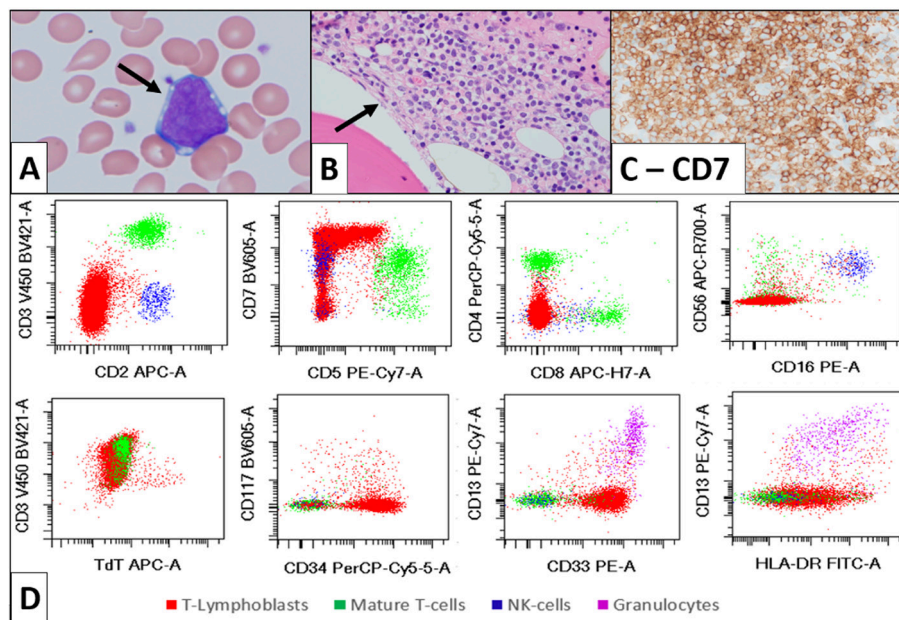 A
B
C – CD7
CD3 V450 BV421-A
CD2 APC-A
CD7 BV605-A
CD5 PE-Cy7-A
CD4 PerCP-Cy5-5-A
CD8 APC-H7-A
CD56 APC-R700-A
CD16 PE-A
CD3 V450 BV421-A
TdT APC-A
CD117 BV605-A
CD34 PerCP-Cy5-5-A
CD13 PE-Cy7-A
CD33 PE-A
CD13 PE-Cy7-A
HLA-DR FITC-A
D
T-Lymphoblasts Mature T-cells NK-cells Granulocytes